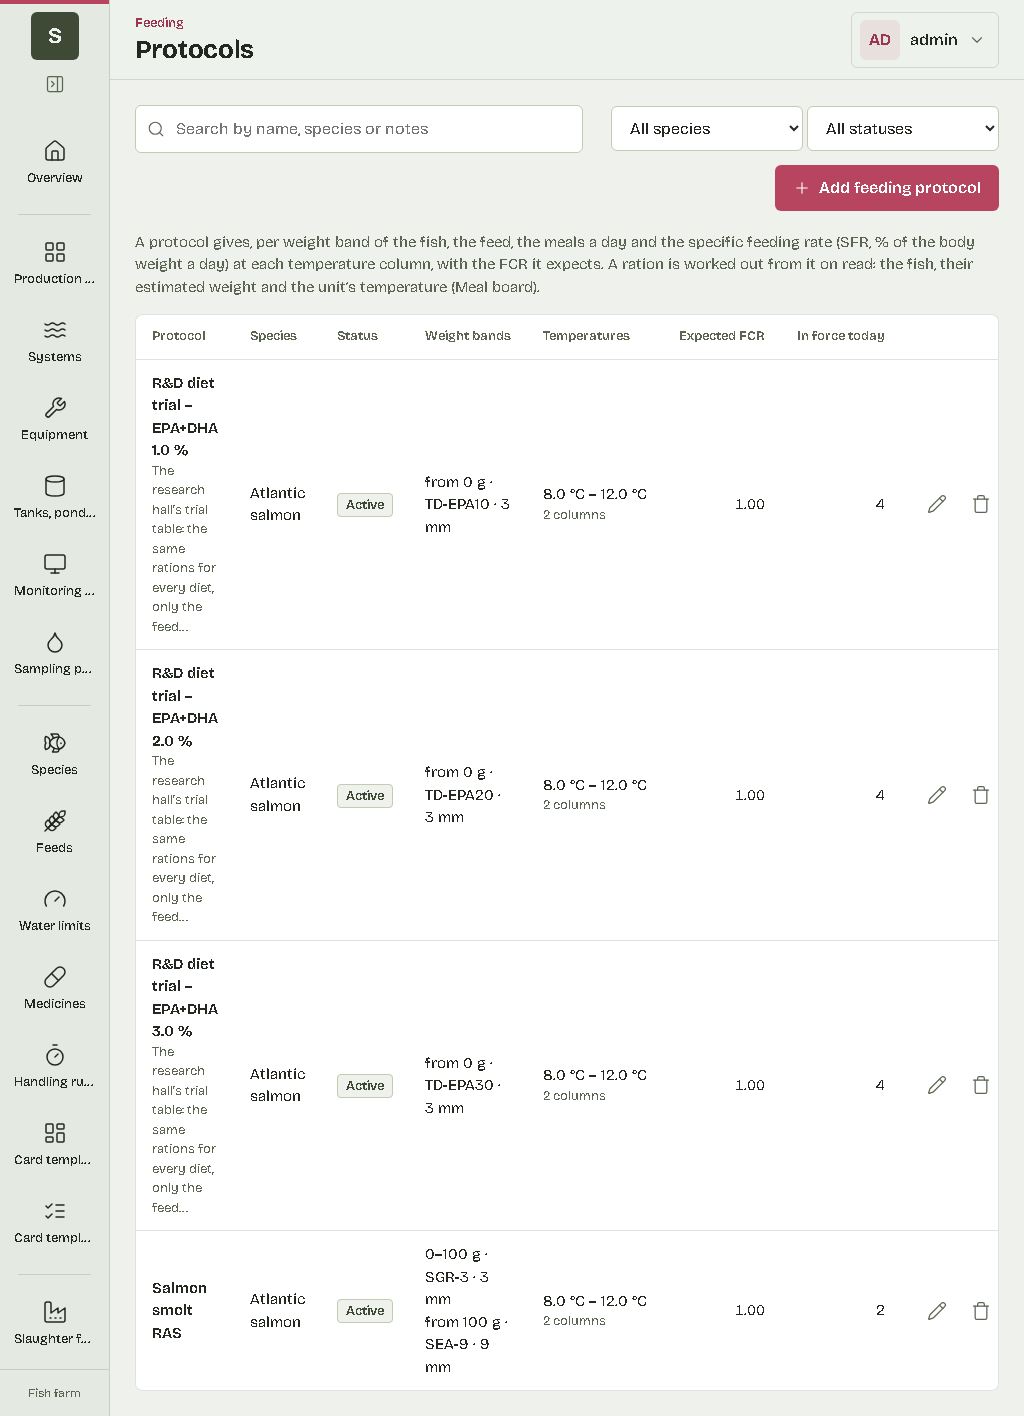 S
Overview
Production ...
Systems
Equipment
Tanks, pond...
Monitoring ...
Sampling p...
Species
Feeds
Water limits
Medicines
Handling ru...
Card templ...
Card templ...
Slaughter f...
Fish farm
Feeding
Protocols
AD admin
Search by name, species or notes
All species
All statuses
+ Add feeding protocol
A protocol gives, per weight band of the fish, the feed, the meals a day and the specific feeding rate (SFR, % of the body
weight a day) at each temperature column, with the FCR it expects. A ration is worked out from it on read: the fish, their
estimated weight and the unit's temperature (Meal board).
Protocol Species Status Weight bands Temperatures Expected FCR In force today
R&D diet
trial –
EPA+DHA
1.0 %
The
research
hall's trial
table: the
same
rations for
every diet,
only the
feed...
Atlantic
salmon
Active
from 0 g ·
TD-EPA10 · 3
mm
8.0 °C – 12.0 °C
2 columns
1.00
4
R&D diet
trial –
EPA+DHA
2.0 %
The
research
hall's trial
table: the
same
rations for
every diet,
only the
feed...
Atlantic
salmon
Active
from 0 g ·
TD-EPA20 ·
3 mm
8.0 °C – 12.0 °C
2 columns
1.00
4
R&D diet
trial –
EPA+DHA
3.0 %
The
research
hall's trial
table: the
same
rations for
every diet,
only the
feed...
Atlantic
salmon
Active
from 0 g ·
TD-EPA30 ·
3 mm
8.0 °C – 12.0 °C
2 columns
1.00
4
Salmon
smolt
RAS
Atlantic
salmon
Active
0–100 g ·
SGR-3 · 3
mm
from 100 g ·
SEA-9 · 9
mm
8.0 °C – 12.0 °C
2 columns
1.00
2